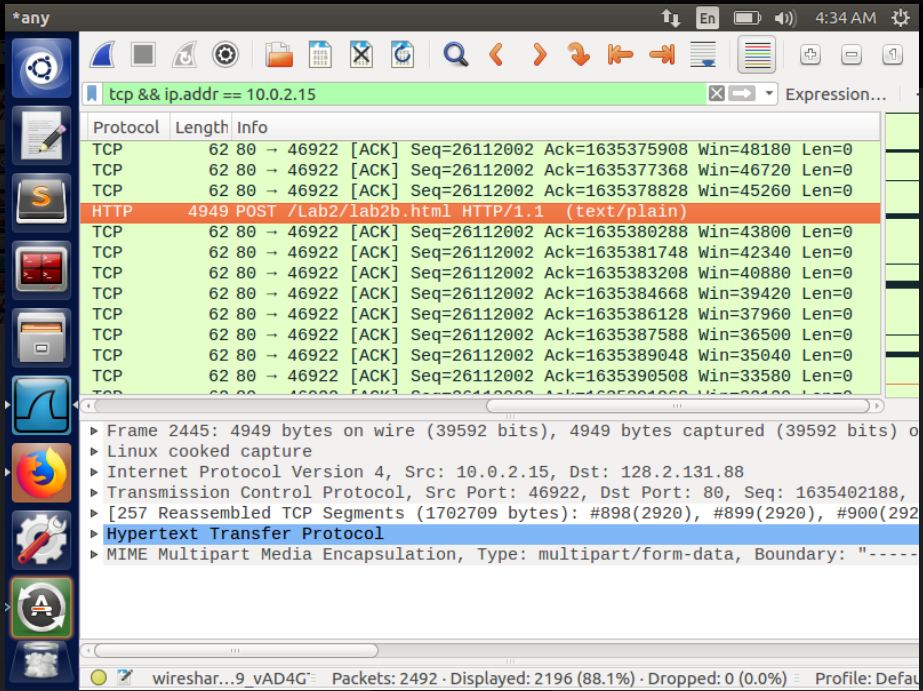 *any
En
4:34 AM
tcp && ip.addr == 10.0.2.15
Expression…
Protocol Length Info
TCP 62 80 → 46922 [ACK] Seq=26112002 Ack=1635375908 Win=48180 Len=0
TCP 62 80 → 46922 [ACK] Seq=26112002 Ack=1635377368 Win=46720 Len=0
TCP 62 80 → 46922 [ACK] Seq=26112002 Ack=1635378828 Win=45260 Len=0
HTTP 4949 POST /Lab2/lab2b.html HTTP/1.1 (text/plain)
TCP 62 80 → 46922 [ACK] Seq=26112002 Ack=1635380288 Win=43800 Len=0
TCP 62 80 → 46922 [ACK] Seq=26112002 Ack=1635381748 Win=42340 Len=0
TCP 62 80 → 46922 [ACK] Seq=26112002 Ack=1635383208 Win=40880 Len=0
TCP 62 80 → 46922 [ACK] Seq=26112002 Ack=1635384668 Win=39420 Len=0
TCP 62 80 → 46922 [ACK] Seq=26112002 Ack=1635386128 Win=37960 Len=0
TCP 62 80 → 46922 [ACK] Seq=26112002 Ack=1635387588 Win=36500 Len=0
TCP 62 80 → 46922 [ACK] Seq=26112002 Ack=1635389048 Win=35040 Len=0
TCP 62 80 → 46922 [ACK] Seq=26112002 Ack=1635390508 Win=33580 Len=0
Frame 2445: 4949 bytes on wire (39592 bits), 4949 bytes captured (39592 bits) o
Linux cooked capture
Internet Protocol Version 4, Src: 10.0.2.15, Dst: 128.2.131.88
Transmission Control Protocol, Src Port: 46922, Dst Port: 80, Seq: 1635402188,
[257 Reassembled TCP Segments (1702709 bytes): #898(2920), #899(2920), #900(292
Hypertext Transfer Protocol
MIME Multipart Media Encapsulation, Type: multipart/form-data, Boundary: "-----
wireshar…9_vAD4G Packets: 2492 · Displayed: 2196 (88.1%) · Dropped: 0 (0.0%) Profile: Defau